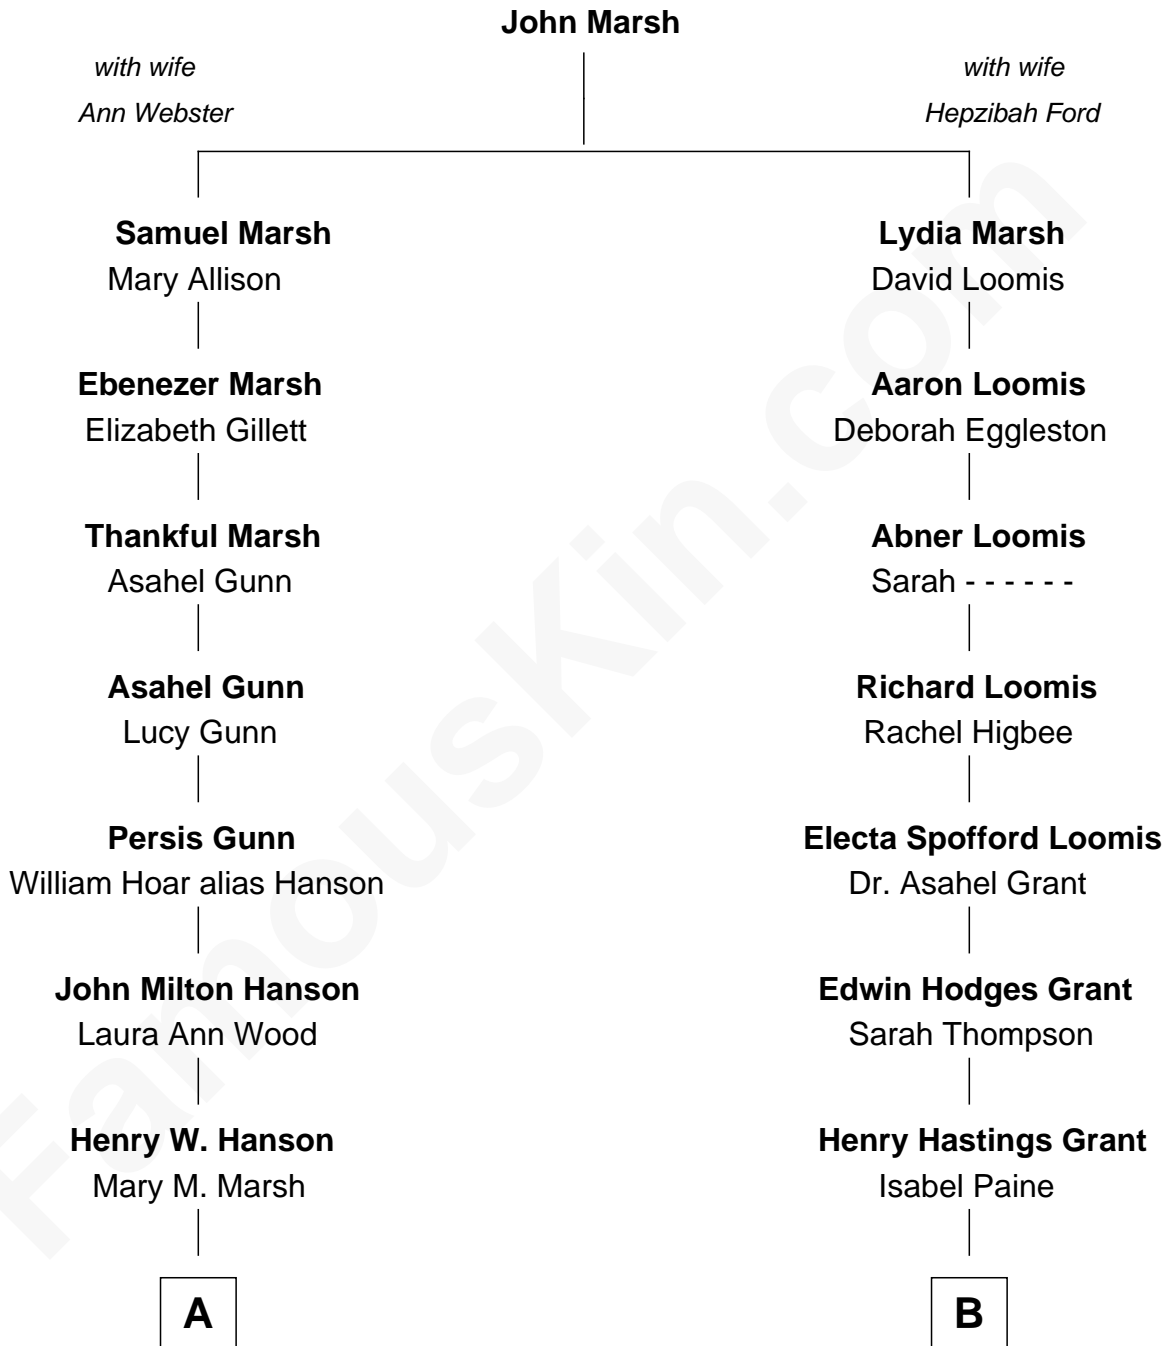 John Marsh
with wife
Ann Webster
with wife
Hepzibah Ford
Samuel Marsh
Mary Allison
Lydia Marsh
David Loomis
Ebenezer Marsh
Elizabeth Gillett
Aaron Loomis
Deborah Eggleston
Thankful Marsh
Asahel Gunn
Abner Loomis
Sarah - - - - - -
Asahel Gunn
Lucy Gunn
Richard Loomis
Rachel Higbee
Persis Gunn
William Hoar alias Hanson
Electa Spofford Loomis
Dr. Asahel Grant
John Milton Hanson
Laura Ann Wood
Edwin Hodges Grant
Sarah Thompson
Henry W. Hanson
Mary M. Marsh
Henry Hastings Grant
Isabel Paine
A
B
FamousKin.com